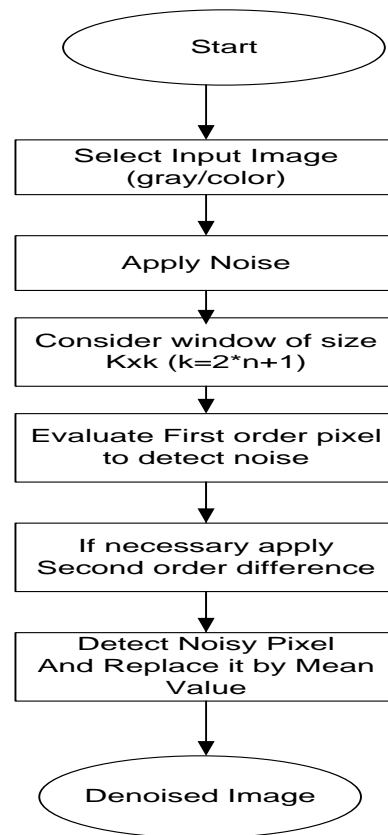 Start
Select Input Image
(gray/color)
Apply Noise
Consider window of size
Kxk (k=2*n+1)
Evaluate First order pixel
to detect noise
If necessary apply
Second order difference
Detect Noisy Pixel
And Replace it by Mean
Value
Denoised Image